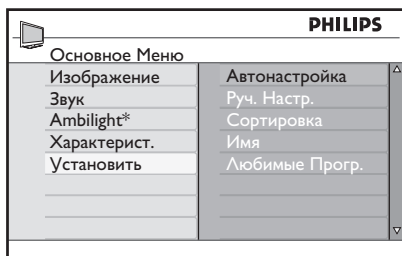 PHILIPS
Основное Меню
Изображение
Звук
Ambilight*
Характерист.
Установить
Автонастройка
Руч. Настр.
Сортировка
Имя
Любимые Прогр.